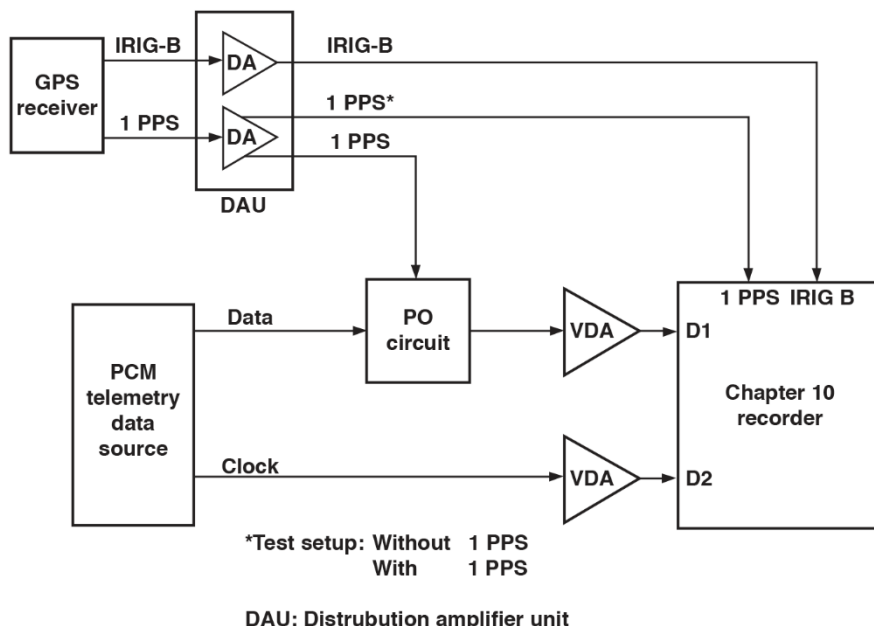 GPS
receiver
IRIG-B
1 PPS
DA
DA
DAU
IRIG-B
1 PPS*
1 PPS
PCM
telemetry
data
source
Data
Clock
PO
circuit
VDA
VDA
1 PPS IRIG B
D1
Chapter 10
recorder
D2
*Test setup: Without 1 PPS
With 1 PPS
DAU: Distrubution amplifier unit